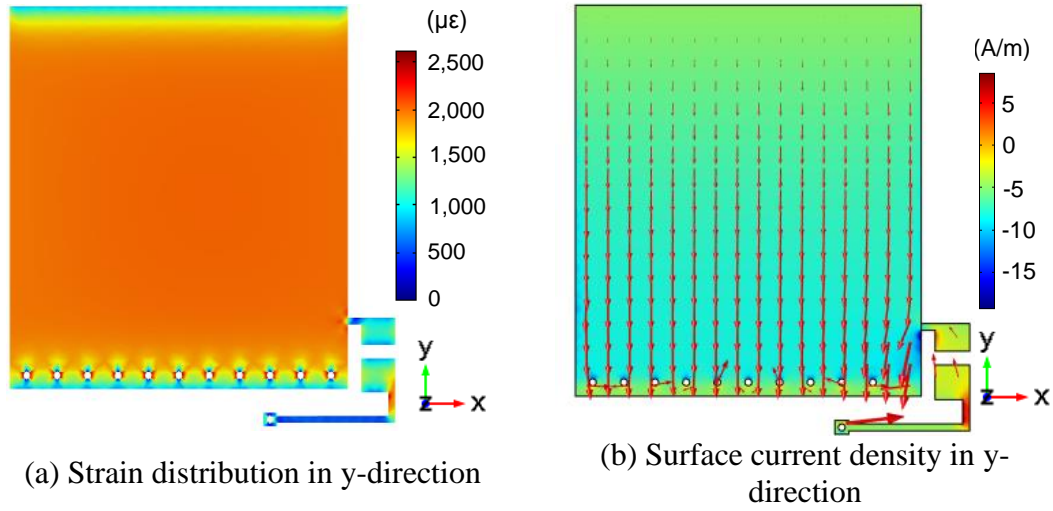 (με)
2,500
2,000
1,500
1,000
500
0
y
z
x
(a) Strain distribution in y-direction
(A/m)
5
0
-5
-10
-15
y
z
x
(b) Surface current density in y-
direction